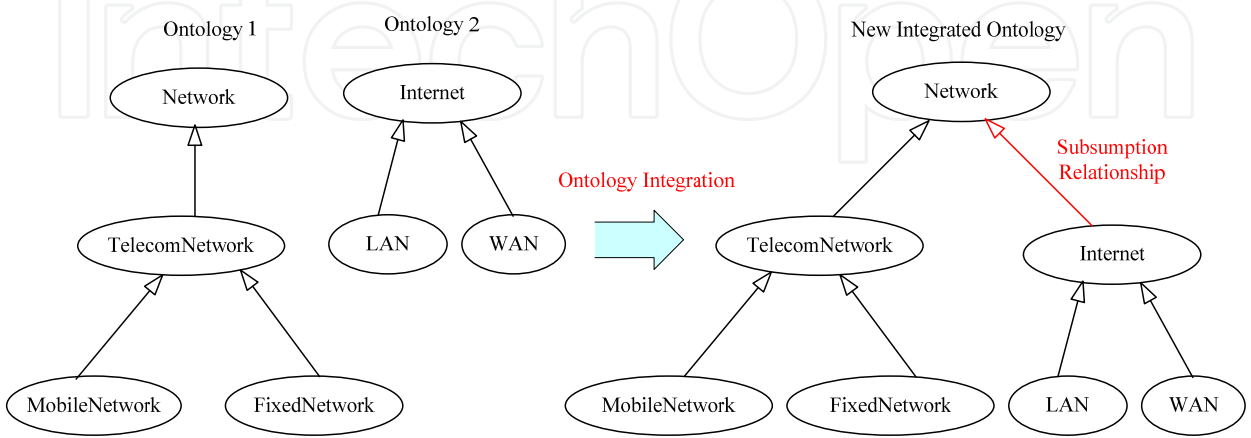 IntechOpen
Ontology 1
Ontology 2
New Integrated Ontology
Network
Internet
Network
Subsumption
Relationship
Ontology Integration
TelecomNetwork
LAN
WAN
TelecomNetwork
Internet
MobileNetwork
FixedNetwork
MobileNetwork
FixedNetwork
LAN
WAN